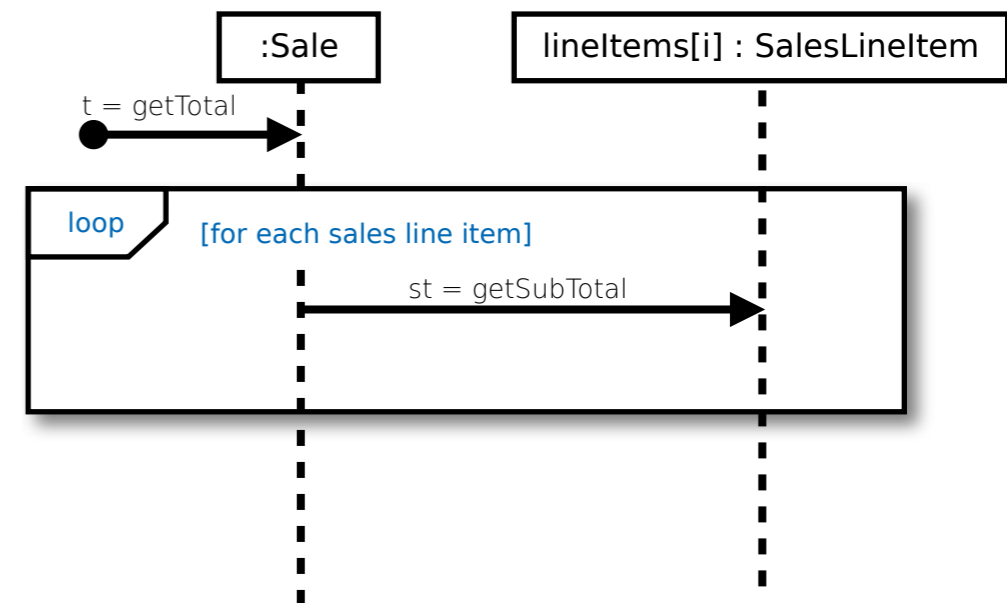 :Sale
lineItems[i] : SalesLineItem
t = getTotal
loop
[for each sales line item]
st = getSubTotal